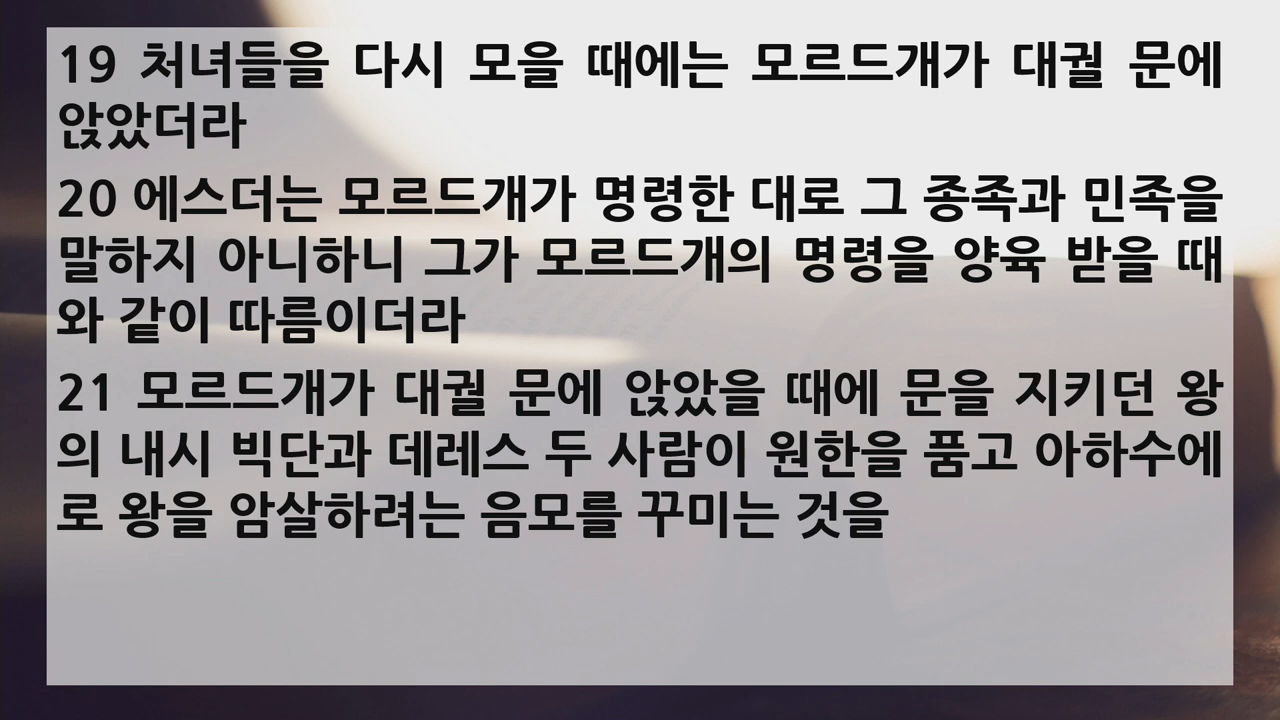 19 처녀들을 다시 모을 때에는 모르드개가 대궐 문에
앉았더라
20 에스더는 모르드개가 명령한 대로 그 종족과 민족을
말하지 아니하니 그가 모르드개의 명령을 양육 받을 때
와 같이 따름이더라
21 모르드개가 대궐 문에 앉았을 때에 문을 지키던 왕
의 내시 빅단과 데레스 두 사람이 원한을 품고 아하수에
로 왕을 암살하려는 음모를 꾸미는 것을